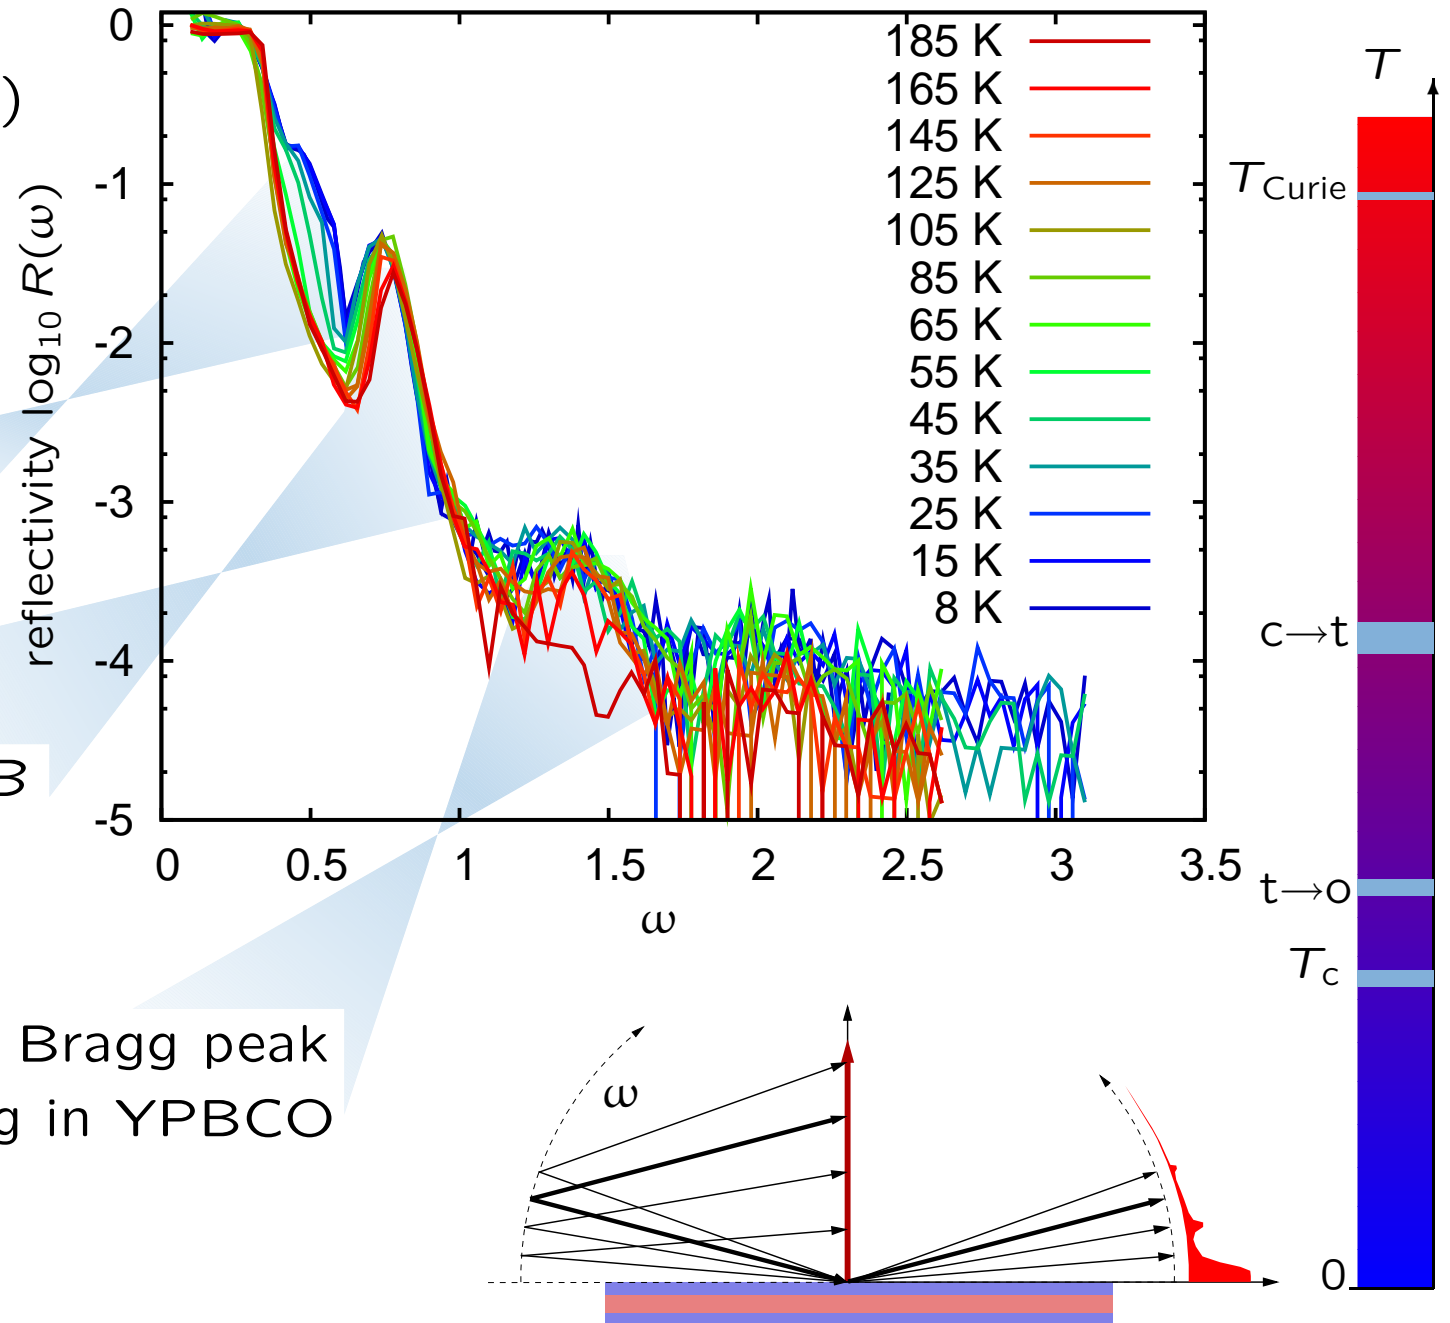 )
reflectivity log10 R(ω)
0
-1
-2
-3
-4
-5
0 0.5 1 1.5 2 2.5 3 3.5
ω
185 K
165 K
145 K
125 K
105 K
85 K
65 K
55 K
45 K
35 K
25 K
15 K
8 K
B
Bragg peak
g in YPBCO
ω
T
TCurie
c→t
t→o
Tc
0